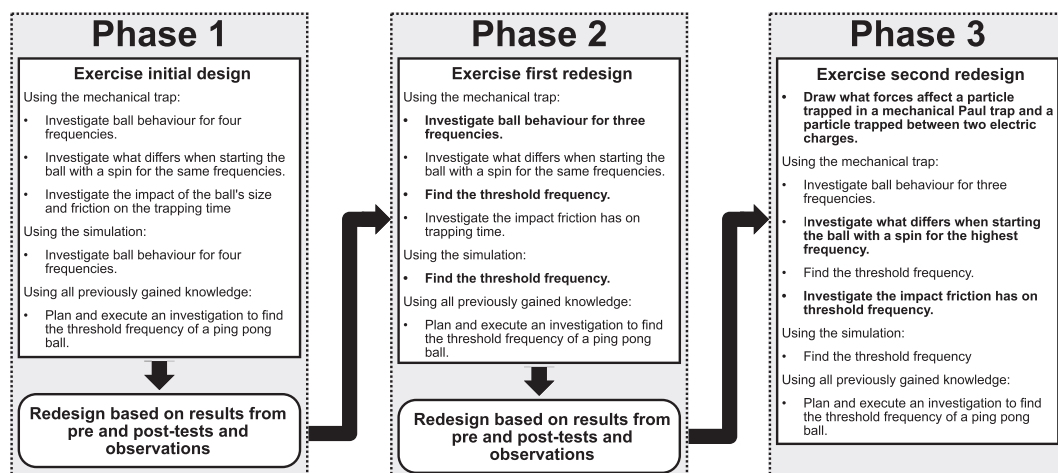 Phase 1
Exercise initial design
Using the mechanical trap:
• Investigate ball behaviour for four
frequencies.
• Investigate what differs when starting the
ball with a spin for the same frequencies.
• Investigate the impact of the ball's size
and friction on the trapping time
Using the simulation:
• Investigate ball behaviour for four
frequencies.
Using all previously gained knowledge:
• Plan and execute an investigation to find
the threshold frequency of a ping pong
ball.
Redesign based on results from
pre and post-tests and
observations
Phase 2
Exercise first redesign
Using the mechanical trap:
• Investigate ball behaviour for three
frequencies.
• Investigate what differs when starting the
ball with a spin for the same frequencies.
• Find the threshold frequency.
• Investigate the impact friction has on
trapping time.
Using the simulation:
• Find the threshold frequency.
Using all previously gained knowledge:
• Plan and execute an investigation to find
the threshold frequency of a ping pong
ball.
Redesign based on results from
pre and post-tests and
observations
Phase 3
Exercise second redesign
• Draw what forces affect a particle
trapped in a mechanical Paul trap and a
particle trapped between two electric
charges.
Using the mechanical trap:
• Investigate ball behaviour for three
frequencies.
• Investigate what differs when starting
the ball with a spin for the highest
frequency.
• Find the threshold frequency.
• Investigate the impact friction has on
threshold frequency.
Using the simulation:
• Find the threshold frequency
Using all previously gained knowledge:
• Plan and execute an investigation to find
the threshold frequency of a ping pong
ball.